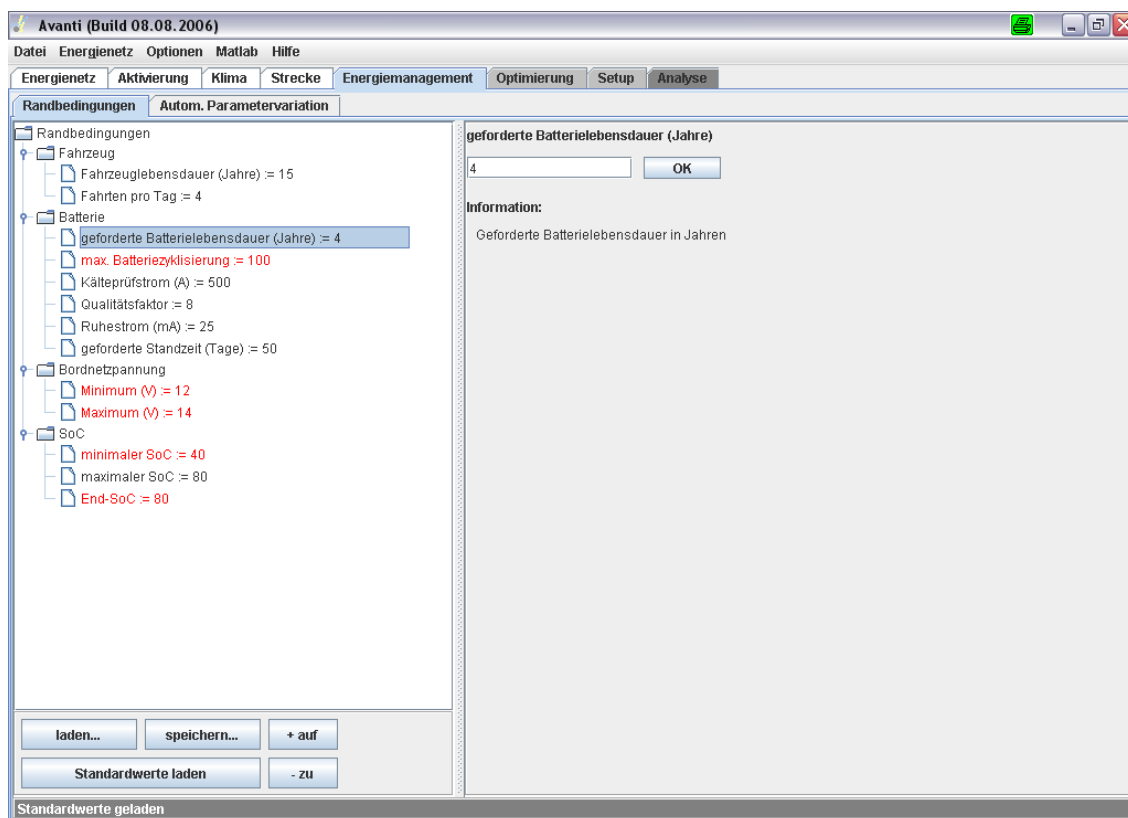 Avanti (Build 08.08.2006)
Datei Energienetz Optionen Matlab Hilfe
Energienetz Aktivierung Klima Strecke Energiemanagement Optimierung Setup Analyse
Randbedingungen Autom. Parametervariation
Randbedingungen
Fahrzeug
Fahrzeuglebensdauer (Jahre) := 15
Fahrten pro Tag := 4
Batterie
geforderte Batterielebensdauer (Jahre) := 4
max. Batteriezyklisierung := 100
Kälteprüfstrom (A) := 500
Qualitätsfaktor := 8
Ruhestrom (mA) := 25
geforderte Standzeit (Tage) := 50
Bordnetzpannung
Minimum (V) := 12
Maximum (V) := 14
SoC
minimaler SoC := 40
maximaler SoC := 80
End-SoC := 80
geforderte Batterielebensdauer (Jahre)
4 OK
Information:
Geforderte Batterielebensdauer in Jahren
laden... speichern... + auf
Standardwerte laden - zu
Standardwerte geladen